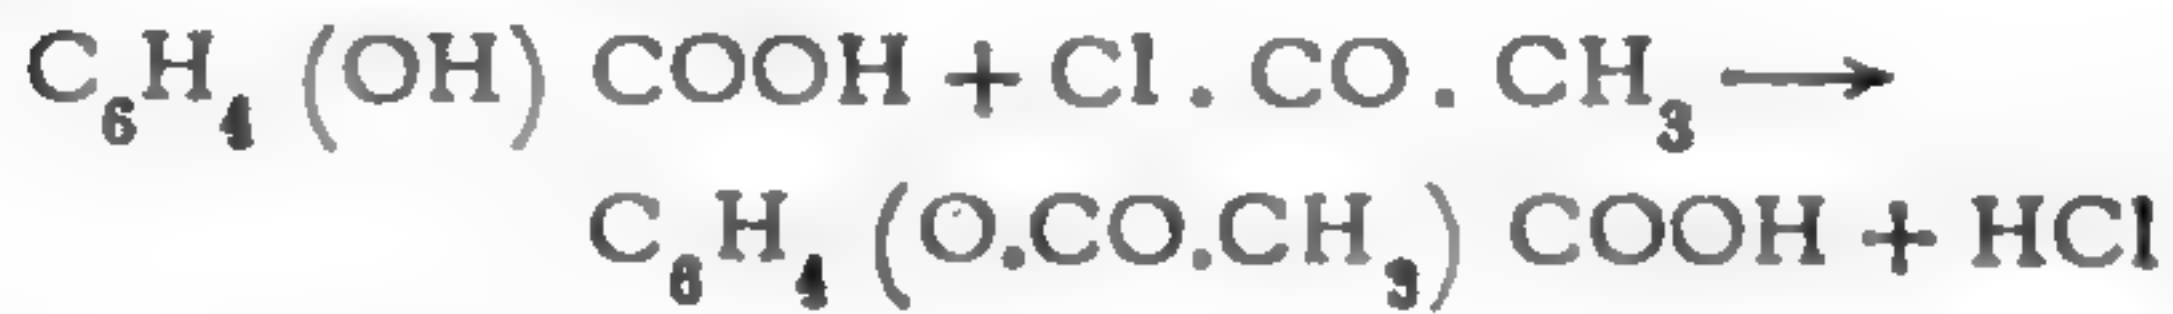 C₆H₄ (OH) COOH + Cl . CO . CH₃ ⟶
C₆H₄ (O.CO.CH₃) COOH + HCl